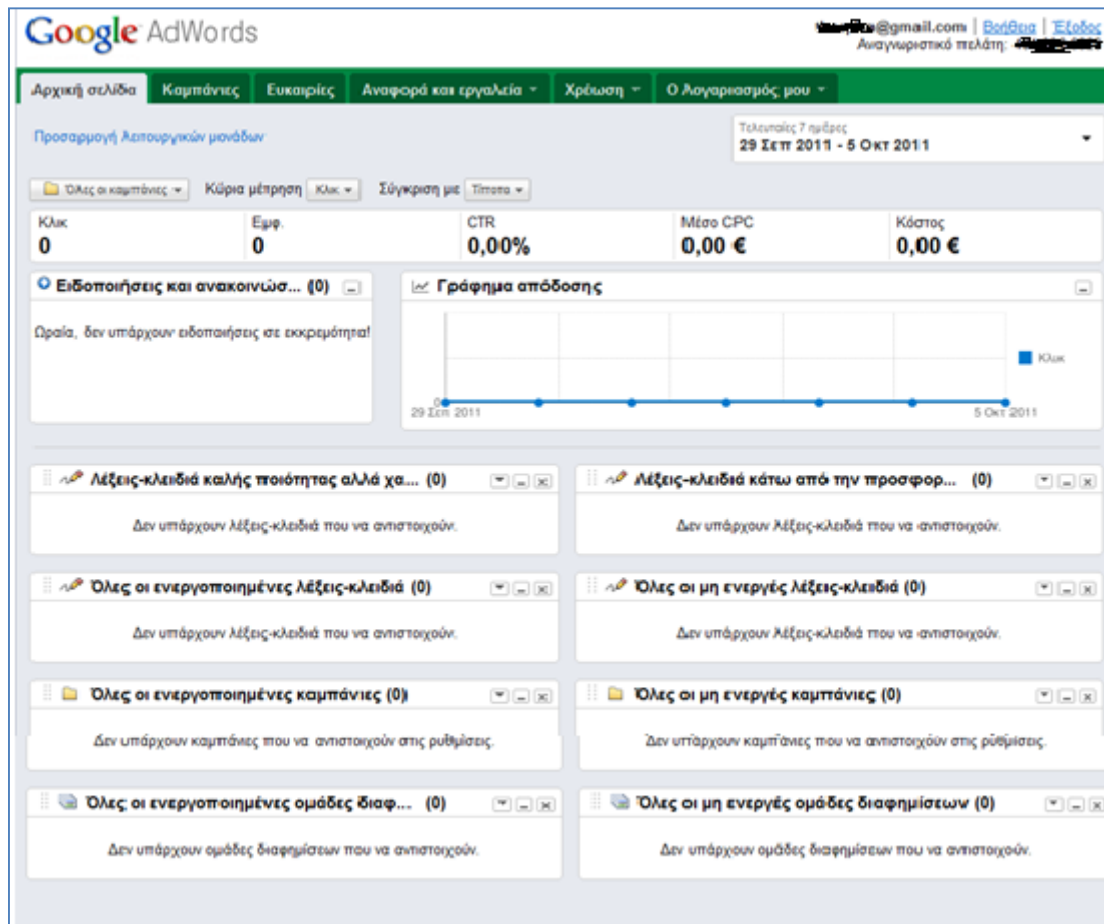 Google AdWords
@gmail.com | Βοήθεια | Έξοδος
Αναγνωριστικό πελάτη:
Αρχική σελίδα Καμπάνιες Ευκαιρίες Αναφορά και εργαλεία Χρέωση Ο Λογαριασμός μου
Προσαρμογή λειτουργικών μονάδων
Τελευταίες 7 ημέρες
29 Σεπ 2011 - 5 Οκτ 2011
Όλες οι καμπάνιες Κύρια μέτρηση Κλικ Σύγκριση με Τίποτα
Κλικ Εμφ. CTR Μέσο CPC Κόστος
0 0 0,00% 0,00 € 0,00 €
Ειδοποιήσεις και ανακοινώσ... (0)
Ωραία, δεν υπάρχουν ειδοποιήσεις σε εκκρεμότητα!
Γράφημα απόδοσης
Κλικ
0
29 Σεπ 2011 5 Οκτ 2011
Λέξεις-κλειδιά καλής ποιότητας αλλά χα... (0)
Δεν υπάρχουν λέξεις-κλειδιά που να αντιστοιχούν.
Λέξεις-κλειδιά κάτω από την προσφορ... (0)
Δεν υπάρχουν λέξεις-κλειδιά που να αντιστοιχούν.
Όλες οι ενεργοποιημένες λέξεις-κλειδιά (0)
Δεν υπάρχουν λέξεις-κλειδιά που να αντιστοιχούν.
Όλες οι μη ενεργές λέξεις-κλειδιά (0)
Δεν υπάρχουν λέξεις-κλειδιά που να αντιστοιχούν.
Όλες οι ενεργοποιημένες καμπάνιες (0)
Δεν υπάρχουν καμπάνιες που να αντιστοιχούν στις ρυθμίσεις.
Όλες οι μη ενεργές καμπάνιες (0)
Δεν υπάρχουν καμπάνιες που να αντιστοιχούν στις ρυθμίσεις.
Όλες οι ενεργοποιημένες ομάδες διαφ... (0)
Δεν υπάρχουν ομάδες διαφημίσεων που να αντιστοιχούν.
Όλες οι μη ενεργές ομάδες διαφημίσεων (0)
Δεν υπάρχουν ομάδες διαφημίσεων που να αντιστοιχούν.